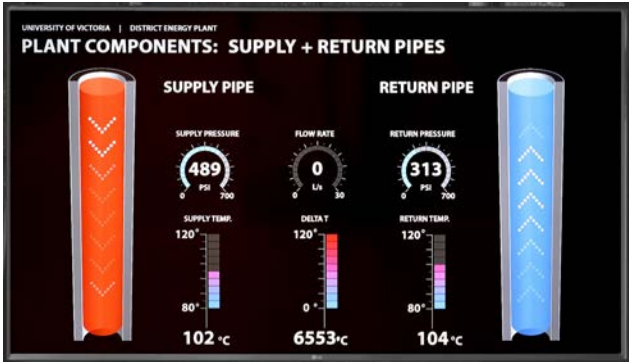 UNIVERSITY OF VICTORIA | DISTRICT ENERGY PLANT
PLANT COMPONENTS: SUPPLY + RETURN PIPES
SUPPLY PIPE
RETURN PIPE
SUPPLY PRESSURE
FLOW RATE
RETURN PRESSURE
489
PSI
0 700
0
L/s
0 30
313
PSI
0 700
SUPPLY TEMP.
DELTA T
RETURN TEMP.
120°
120°
120°
80°
0°
80°
102 °C
6553°C
104 °C
LG